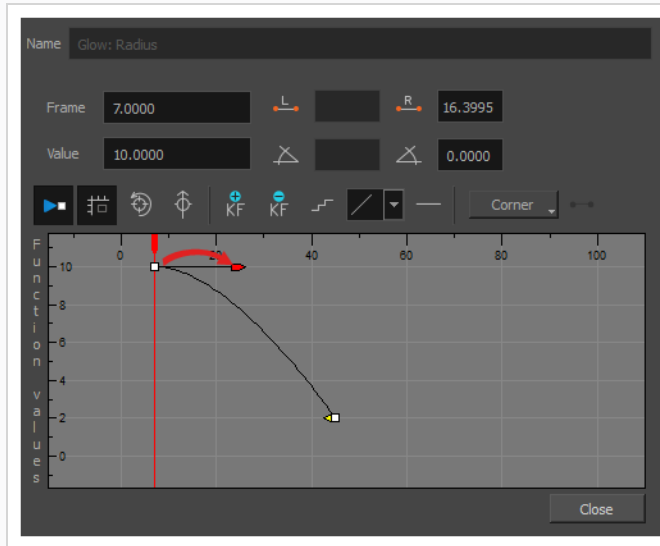 Name Glow: Radius
Frame 7.0000 L R 16.3995
Value 10.0000 0.0000
KF KF Corner
Function values
0 20 40 60 80 100
10
8
6
4
2
0
Close